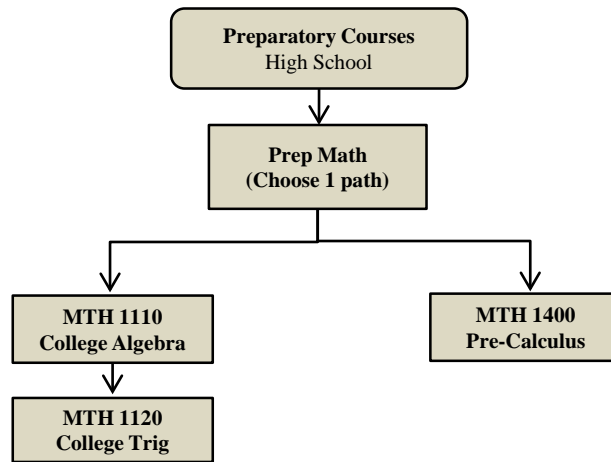 Preparatory Courses
High School
Prep Math
(Choose 1 path)
MTH 1110
College Algebra
MTH 1120
College Trig
MTH 1400
Pre-Calculus